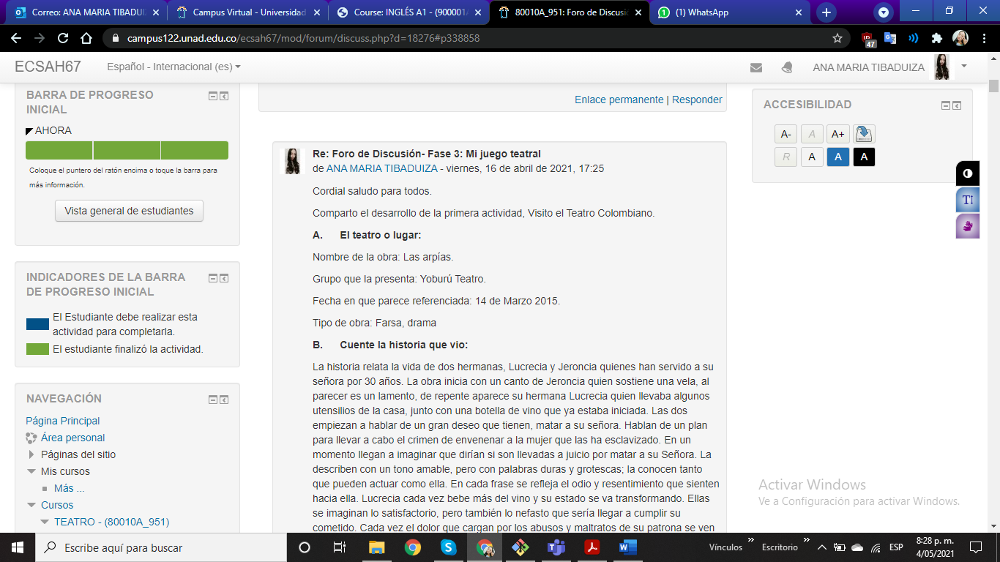 Correo: ANA MARIA TIBADUI
Campus Virtual - Universidad
Course: INGLÉS A1 - (900001A
80010A_951: Foro de Discusi
(1) WhatsApp
campus122.unad.edu.co/ecsah67/mod/forum/discuss.php?d=18276#p338858
47
ECSAH67
Español - Internacional (es)
ANA MARIA TIBADUIZA
BARRA DE PROGRESO
INICIAL
AHORA
Coloque el puntero del ratón encima o toque la barra para
más información.
Vista general de estudiantes
INDICADORES DE LA BARRA
DE PROGRESO INICIAL
El Estudiante debe realizar esta
actividad para completarla.
El estudiante finalizó la actividad.
NAVEGACIÓN
Página Principal
Área personal
Páginas del sitio
Mis cursos
Más ...
Cursos
TEATRO - (80010A_951)
Enlace permanente | Responder
Re: Foro de Discusión- Fase 3: Mi juego teatral
de ANA MARIA TIBADUIZA - viernes, 16 de abril de 2021, 17:25
Cordial saludo para todos.
Comparto el desarrollo de la primera actividad, Visito el Teatro Colombiano.
A. El teatro o lugar:
Nombre de la obra: Las arpías.
Grupo que la presenta: Yoburú Teatro.
Fecha en que parece referenciada: 14 de Marzo 2015.
Tipo de obra: Farsa, drama
B. Cuente la historia que vio:
La historia relata la vida de dos hermanas, Lucrecia y Jeroncia quienes han servido a su
señora por 30 años. La obra inicia con un canto de Jeroncia quien sostiene una vela, al
parecer es un lamento, de repente aparece su hermana Lucrecia quien llevaba algunos
utensilios de la casa, junto con una botella de vino que ya estaba iniciada. Las dos
empiezan a hablar de un gran deseo que tienen, matar a su señora. Hablan de un plan
para llevar a cabo el crimen de envenenar a la mujer que las ha esclavizado. En un
momento llegan a imaginar que dirían si son llevadas a juicio por matar a su Señora. La
describen con un tono amable, pero con palabras duras y grotescas; la conocen tanto
que pueden actuar como ella. En cada frase se refleja el odio y resentimiento que sienten
hacia ella. Lucrecia cada vez bebe más del vino y su estado se va transformando. Ellas
se imaginan lo satisfactorio, pero también lo nefasto que sería llegar a cumplir su
cometido. Cada vez el dolor que cargan por los abusos y maltratos de su patrona se ven
ACCESIBILIDAD
A- A A+
R A A A
T
Activar Windows
Ve a Configuración para activar Windows.
Escribe aquí para buscar
Vínculos
Escritorio
ESP
8:28 p. m.
4/05/2021